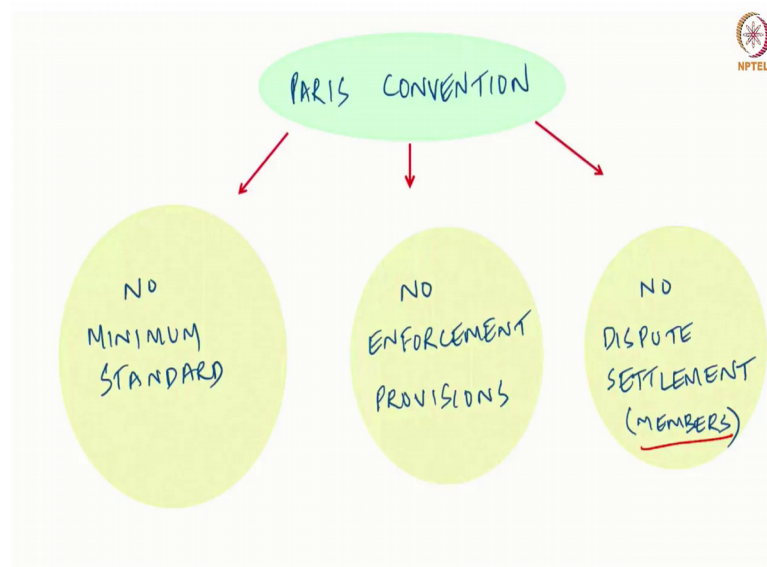 NPTEL
PARIS CONVENTION
NO
MINIMUM
STANDARD
NO
ENFORCEMENT
PROVISIONS
NO
DISPUTE
SETTLEMENT
(MEMBERS)